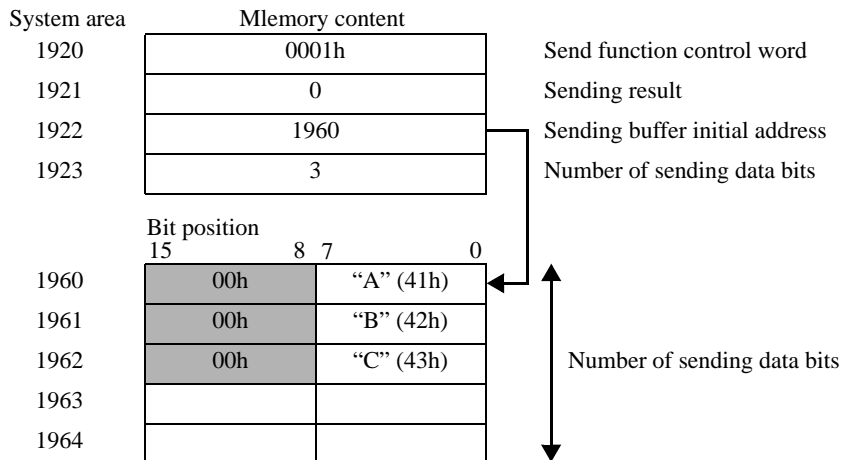 System area Mlemory content
1920 0001h Send function control word
1921 0 Sending result
1922 1960 Sending buffer initial address
1923 3 Number of sending data bits
Bit position
15 8 7 0
1960 00h “A” (41h)
1961 00h “B” (42h)
1962 00h “C” (43h) Number of sending data bits
1963
1964